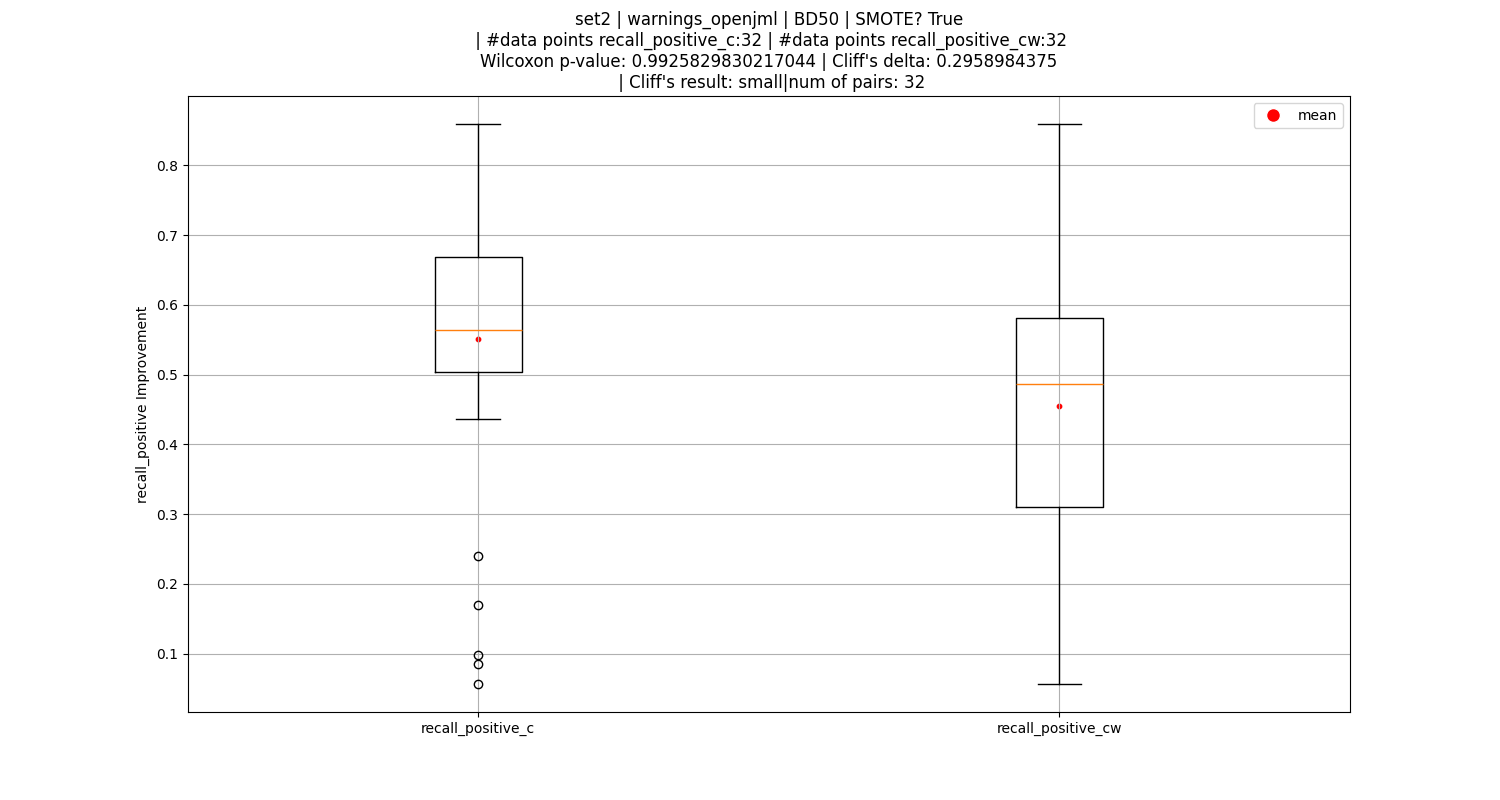 set2 | warnings_openjml | BD50 | SMOTE? True
| #data points recall_positive_c:32 | #data points recall_positive_cw:32
Wilcoxon p-value: 0.9925829830217044 | Cliff's delta: 0.2958984375
| Cliff's result: small|num of pairs: 32
mean
0.8
0.7
0.6
0.5
0.4
0.3
0.2
0.1
recall_positive Improvement
recall_positive_c
recall_positive_cw